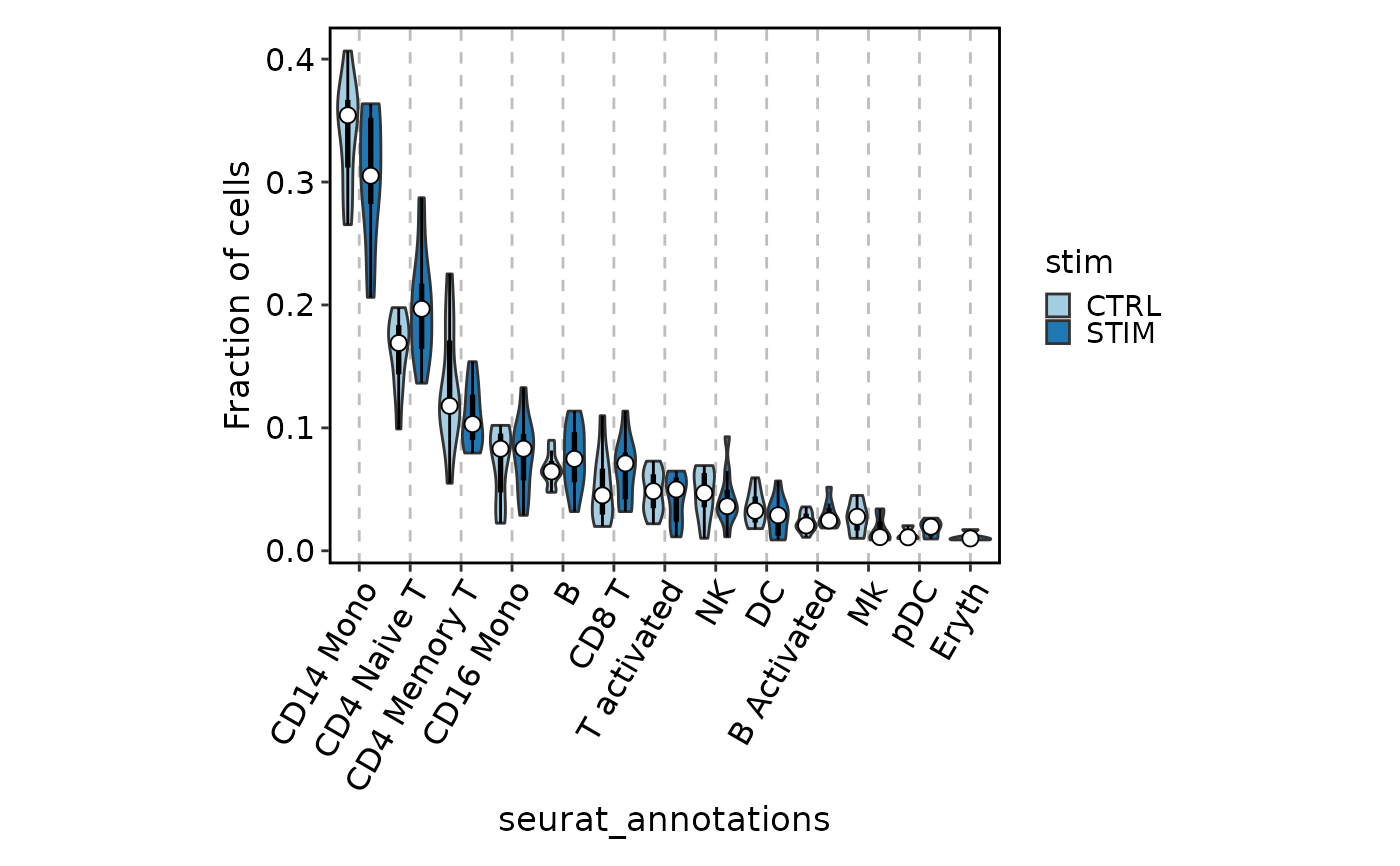 0.4
0.3
0.2
0.1
0.0
Fraction of cells
CD14 Mono
CD4 Naive T
CD4 Memory T
CD16 Mono
B
CD8 T
T activated
NK
DC
B Activated
Mk
pDC
Eryth
seurat_annotations
stim
CTRL
STIM